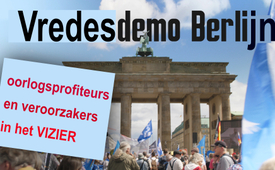 Vredesdemo Berlijn
oorlogsprofiteurs
en veroorzakers
in het VIZIER